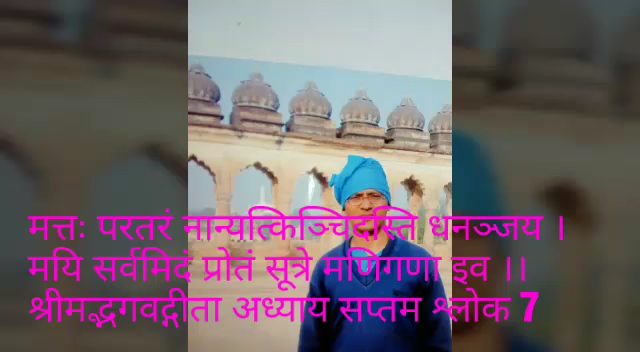 मत्तः परतरं नान्यत्किञ्चिदस्ति धनञ्जय ।
मयि सर्वमिदं प्रोतं सूत्रे मणिगणा इव ।।
श्रीमद्भगवद्गीता अध्याय सप्तम श्लोक 7